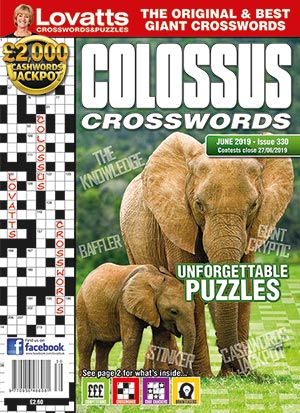 Lovatts
CROSSWORDS&PUZZLES
THE ORIGINAL & BEST
GIANT CROSSWORDS
£2,000
CASHWORDS
JACKPOT
COLOSSUS
CROSSWORDS
JUNE 2019 - Issue 330
Contests close 27/06/2019
COLOSSUS
LOVATTS
CROSSWORDS
THE
KNOWLEDGE
BAFFLER
GIANT
CRYPTIC
UNFORGETTABLE
PUZZLES
STINKER
CASHWORDS
Find us on
facebook
See page 2 for what's inside...
£2.60